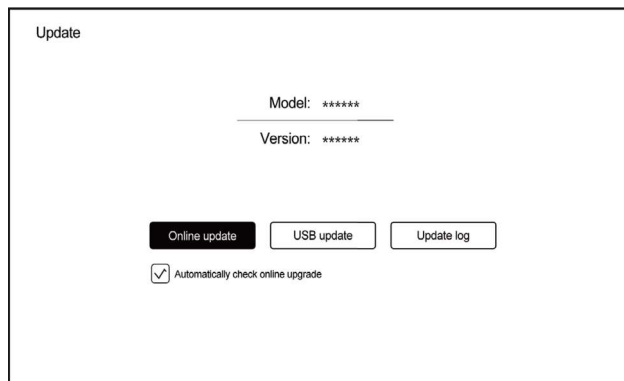 Update
Model: ******
Version: ******
Online update USB update Update log
Automatically check online upgrade